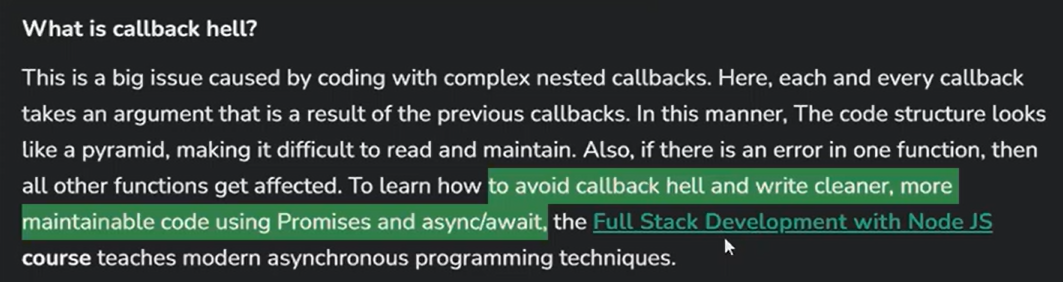 What is callback hell?
This is a big issue caused by coding with complex nested callbacks. Here, each and every callback
takes an argument that is a result of the previous callbacks. In this manner, The code structure looks
like a pyramid, making it difficult to read and maintain. Also, if there is an error in one function, then
all other functions get affected. To learn how to avoid callback hell and write cleaner, more
maintainable code using Promises and async/await, the Full Stack Development with Node JS
course teaches modern asynchronous programming techniques.